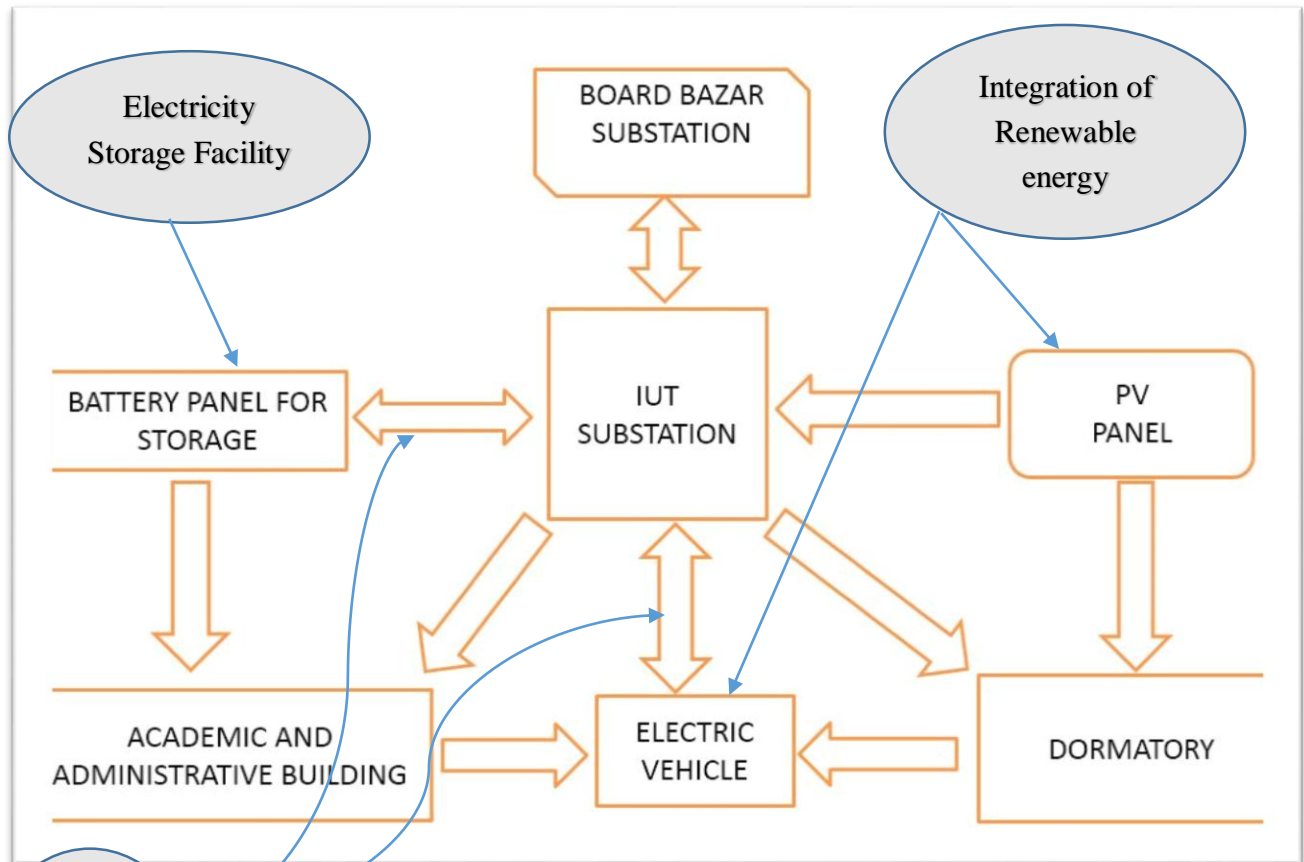 Electricity
Storage Facility
BOARD BAZAR
SUBSTATION
Integration of
Renewable
energy
BATTERY PANEL FOR
STORAGE
IUT
SUBSTATION
PV
PANEL
ACADEMIC AND
ADMINISTRATIVE BUILDING
ELECTRIC
VEHICLE
DORMATORY